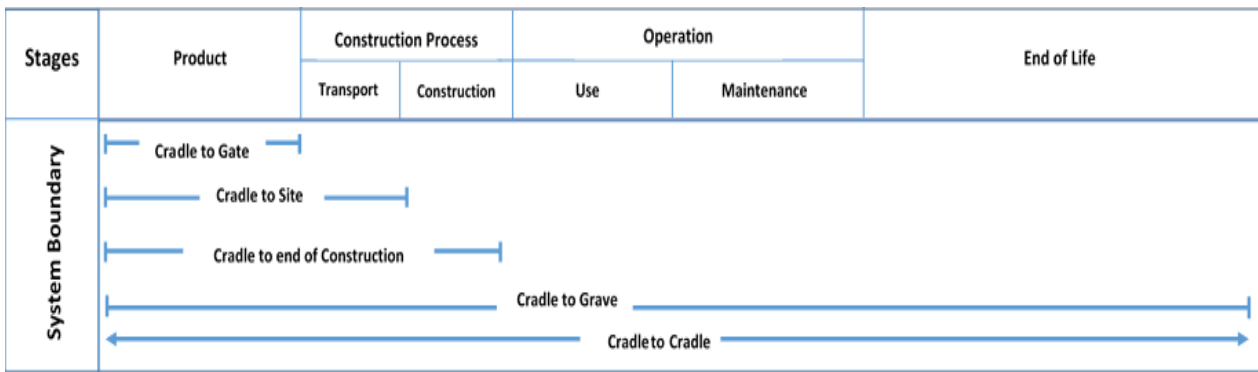 Stages
Product
Construction Process
Operation
End of Life
Transport
Construction
Use
Maintenance
System Boundary
Cradle to Gate
Cradle to Site
Cradle to end of Construction
Cradle to Grave
Cradle to Cradle